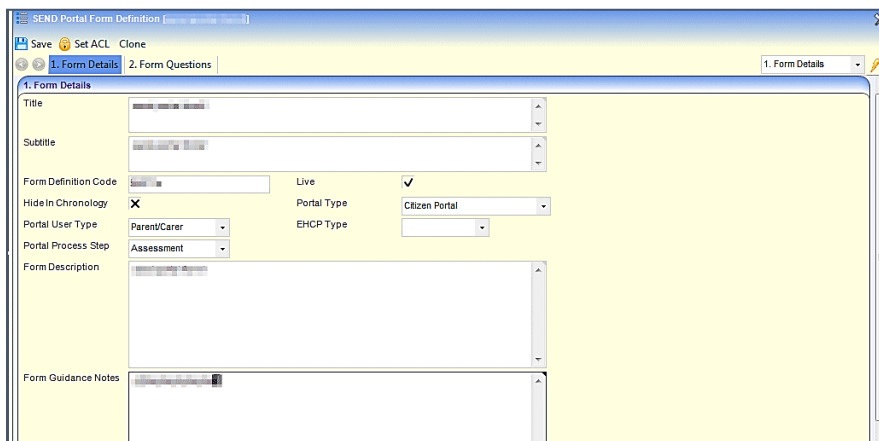 SEND Portal Form Definition [
Save Set ACL Clone
1. Form Details 2. Form Questions 1. Form Details
1. Form Details
Title
Subtitle
Form Definition Code Live
Hide In Chronology Portal Type Citizen Portal
Portal User Type Parent/Carer EHCP Type
Portal Process Step Assessment
Form Description
Form Guidance Notes